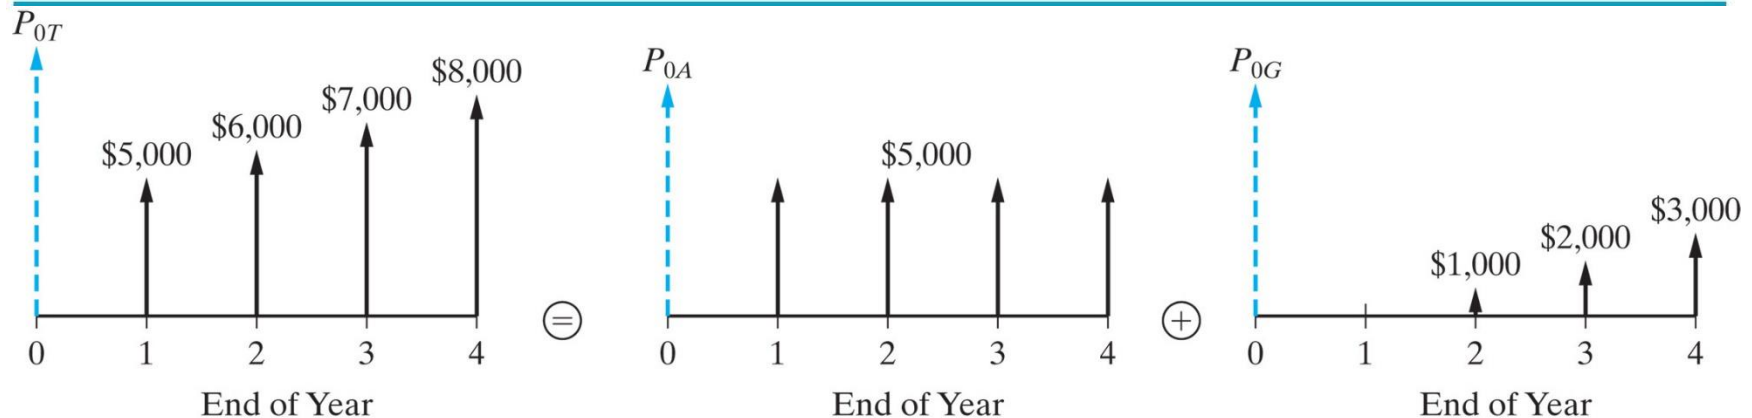 P0T
$5,000
$6,000
$7,000
$8,000
0 1 2 3 4
End of Year
=
P0A
$5,000
0 1 2 3 4
End of Year
+
P0G
$1,000
$2,000
$3,000
0 1 2 3 4
End of Year